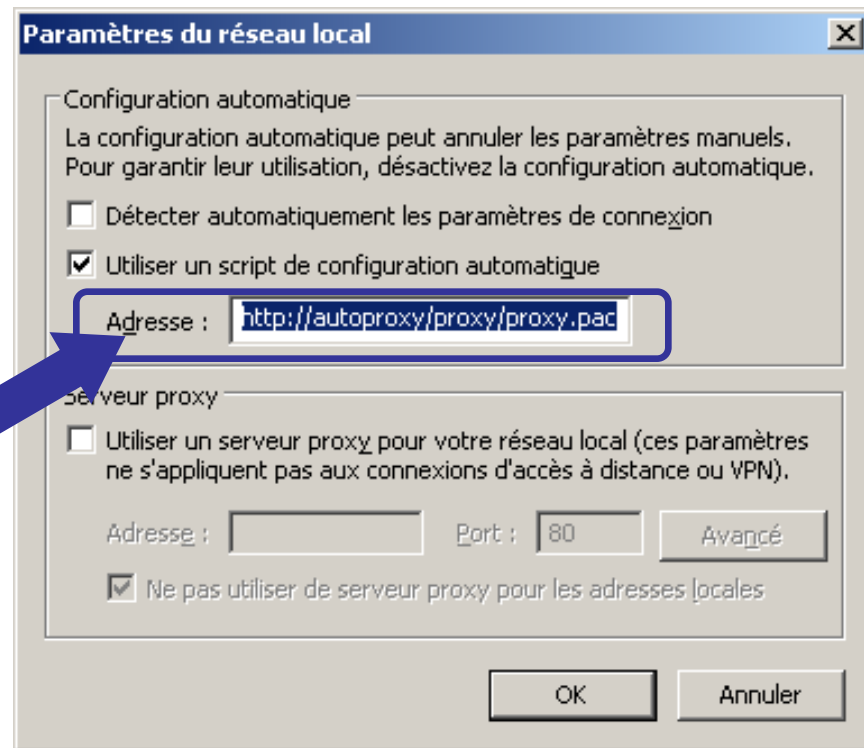 Paramètres du réseau local
Configuration automatique
La configuration automatique peut annuler les paramètres manuels.
Pour garantir leur utilisation, désactivez la configuration automatique.
Détecter automatiquement les paramètres de connexion
Utiliser un script de configuration automatique
Adresse : http://autoproxy/proxy/proxy.pac
Serveur proxy
Utiliser un serveur proxy pour votre réseau local (ces paramètres
ne s'appliquent pas aux connexions d'accès à distance ou VPN).
Adresse : Port : 80 Avancé
Ne pas utiliser de serveur proxy pour les adresses locales
OK Annuler